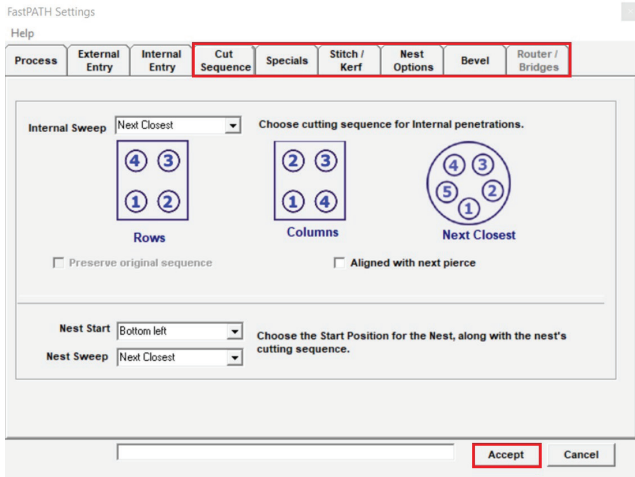 FastPATH Settings
Help
Process External Entry Internal Entry Cut Sequence Specials Stitch / Kerf Nest Options Bevel Router / Bridges
Internal Sweep Next Closest Choose cutting sequence for Internal penetrations.
4 3 2 3 4 3
5 2
1 2 1 4 1
Rows Columns Next Closest
Preserve original sequence Aligned with next pierce
Nest Start Bottom left Choose the Start Position for the Nest, along with the nest's
Nest Sweep Next Closest cutting sequence.
Accept Cancel